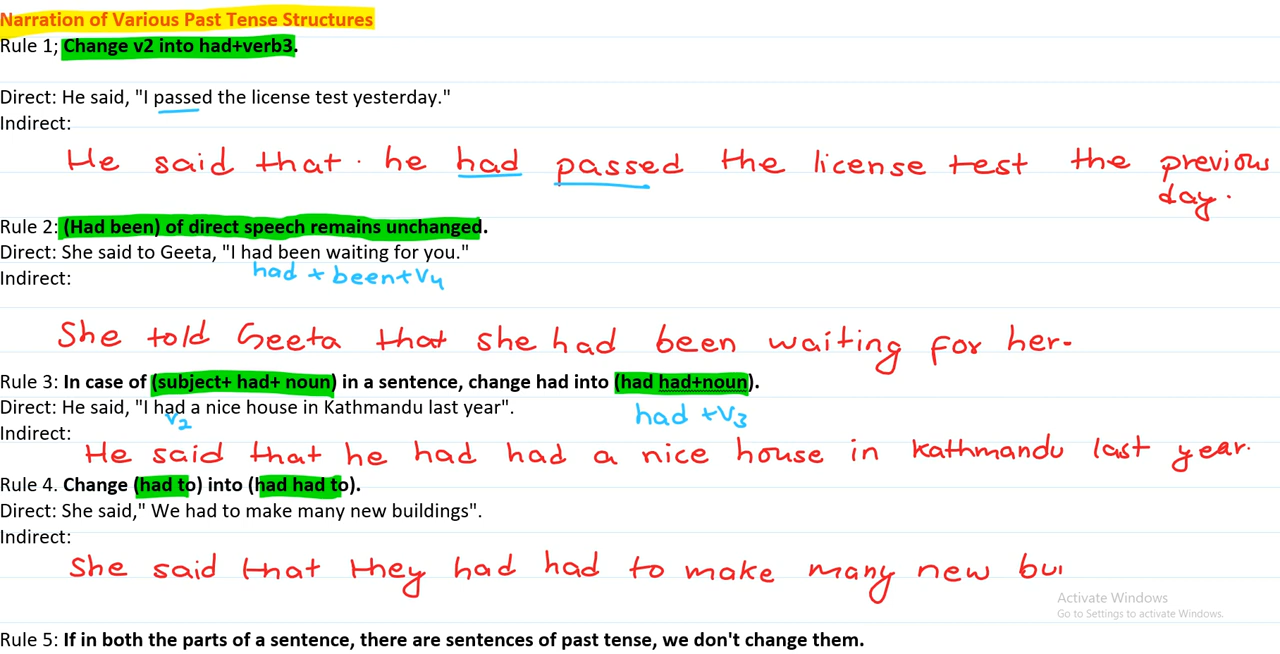 Narration of Various Past Tense Structures
Rule 1; Change v2 into had+verb3.
Direct: He said, "I passed the license test yesterday."
Indirect:
He said that. he had passed the license test the previous
day.
Rule 2: (Had been) of direct speech remains unchanged.
Direct: She said to Geeta, "I had been waiting for you."
had + been+V4
Indirect:
She told Geeta that she had been waiting for her.
Rule 3: In case of (subject+ had+ noun) in a sentence, change had into (had had+noun).
Direct: He said, "I had a nice house in Kathmandu last year".
V2 had +V3
Indirect:
He said that he had had a nice house in Kathmandu last year.
Rule 4. Change (had to) into (had had to).
Direct: She said," We had to make many new buildings".
Indirect:
She said that they had had to make many new bui
Activate Windows
Go to Settings to activate Windows.
Rule 5: If in both the parts of a sentence, there are sentences of past tense, we don't change them.